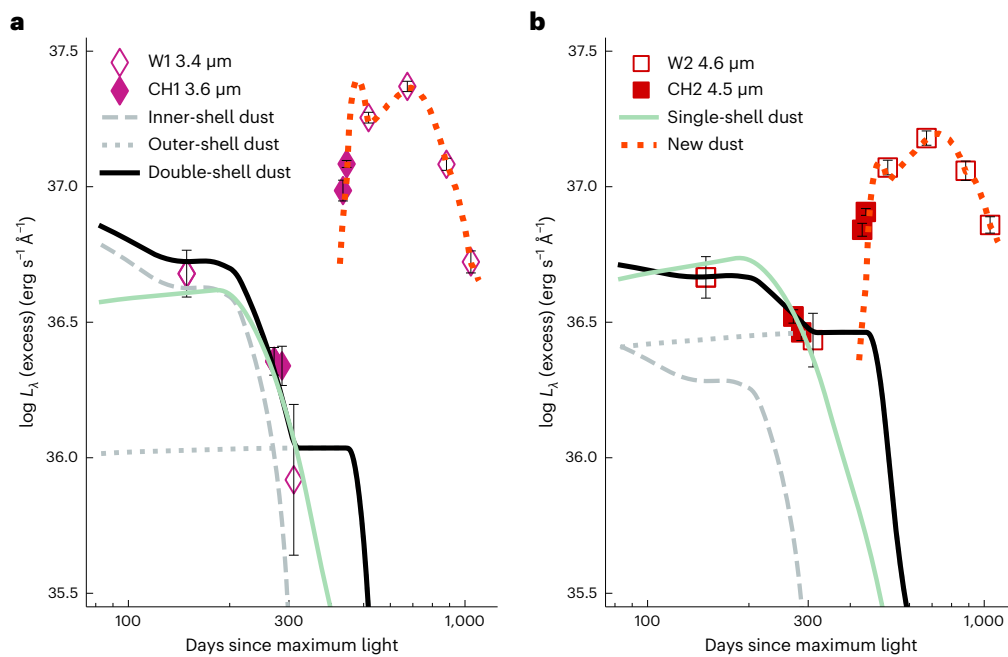 a
37.5
37.0
36.5
36.0
35.5
log Lλ (excess) (erg s⁻¹ Å⁻¹)
W1 3.4 µm
CH1 3.6 µm
Inner-shell dust
Outer-shell dust
Double-shell dust
100
300
1,000
Days since maximum light
b
37.5
37.0
36.5
36.0
35.5
log Lλ (excess) (erg s⁻¹ Å⁻¹)
W2 4.6 µm
CH2 4.5 µm
Single-shell dust
New dust
100
300
1,000
Days since maximum light